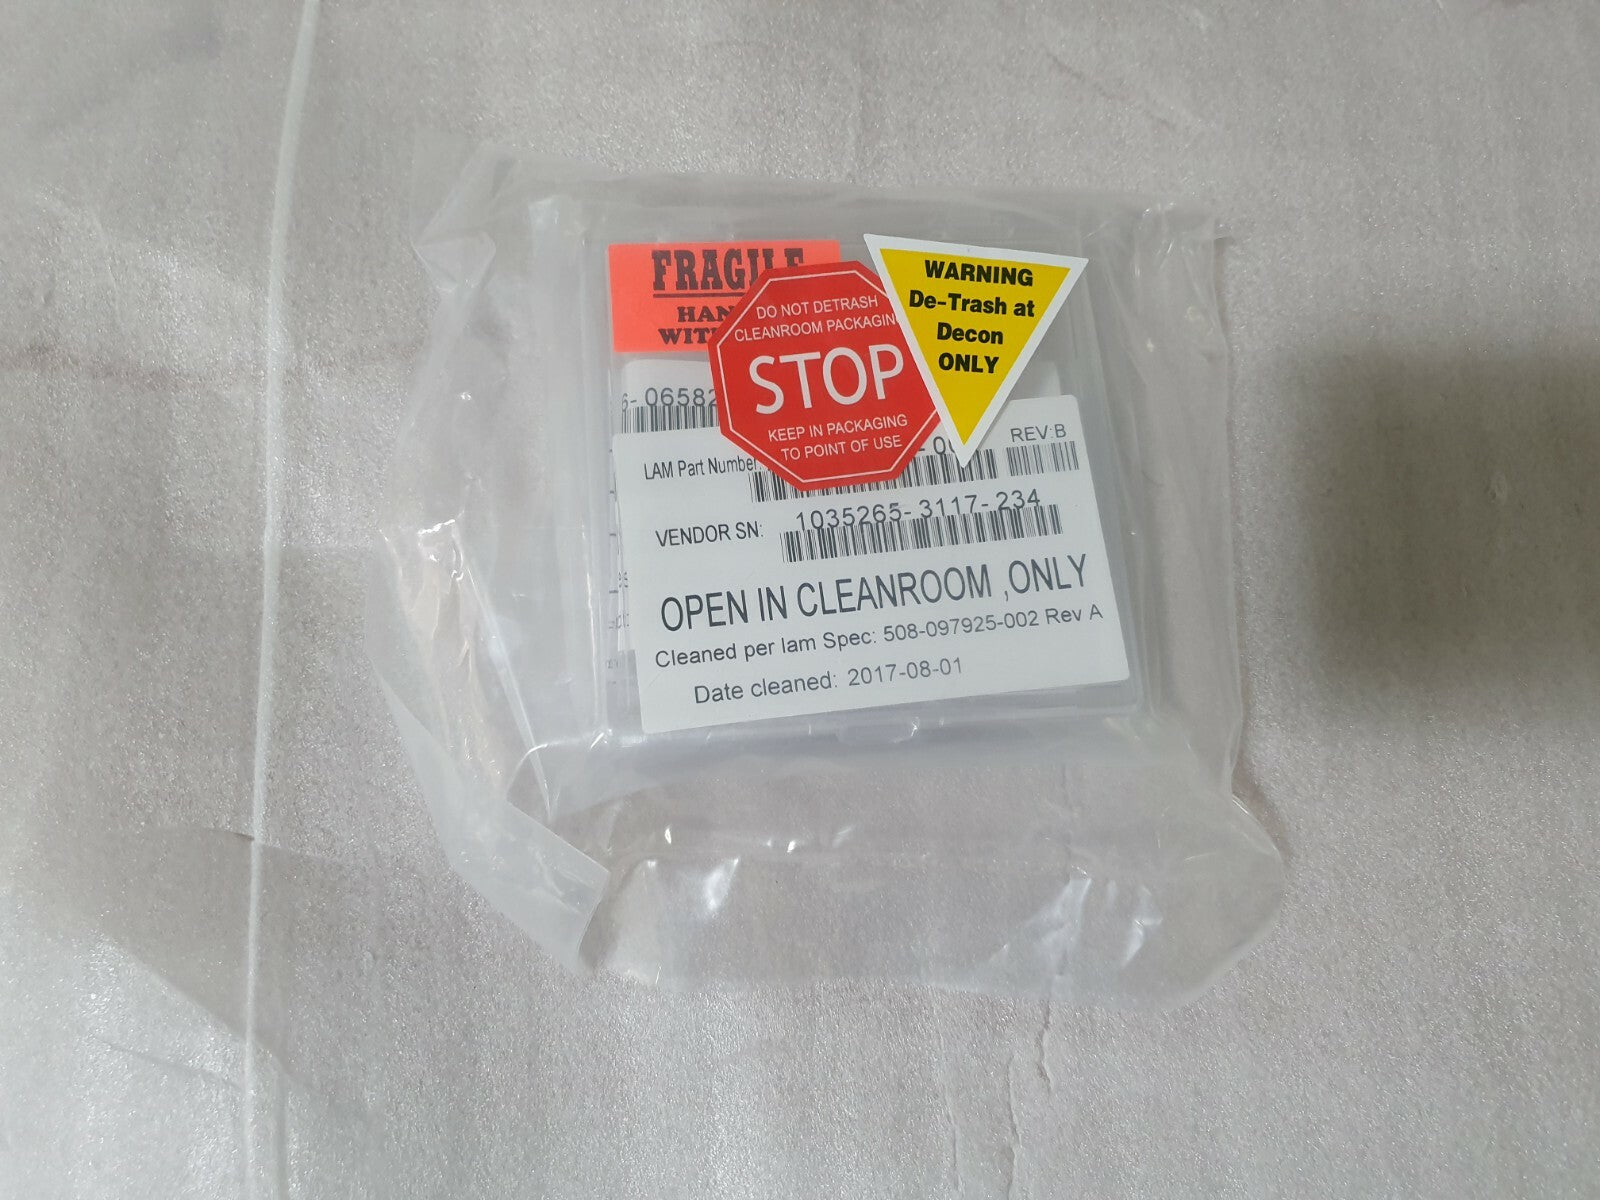 FRAGILE
DO NOT DETRASH
CLEANROOM PACKAGING
STOP
KEEP IN PACKAGING
TO POINT OF USE
WARNING
De-Trash at
Decon
ONLY
LAM Part Number:
REV:B
VENDOR SN: 1035265-3117-234
OPEN IN CLEANROOM ,ONLY
Cleaned per lam Spec: 508-097925-002 Rev A
Date cleaned: 2017-08-01